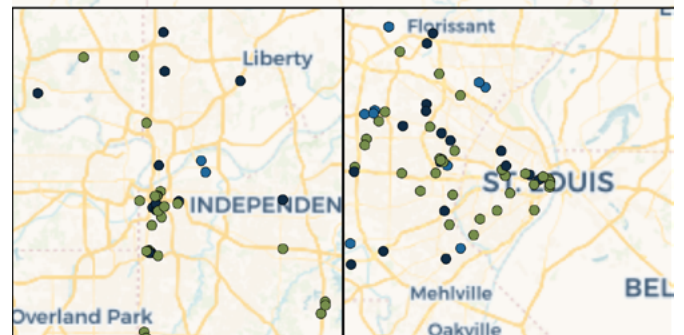 Liberty
INDEPENDEN
Overland Park
Florissant
ST. LOUIS
BEL
Mehlville
Oakville